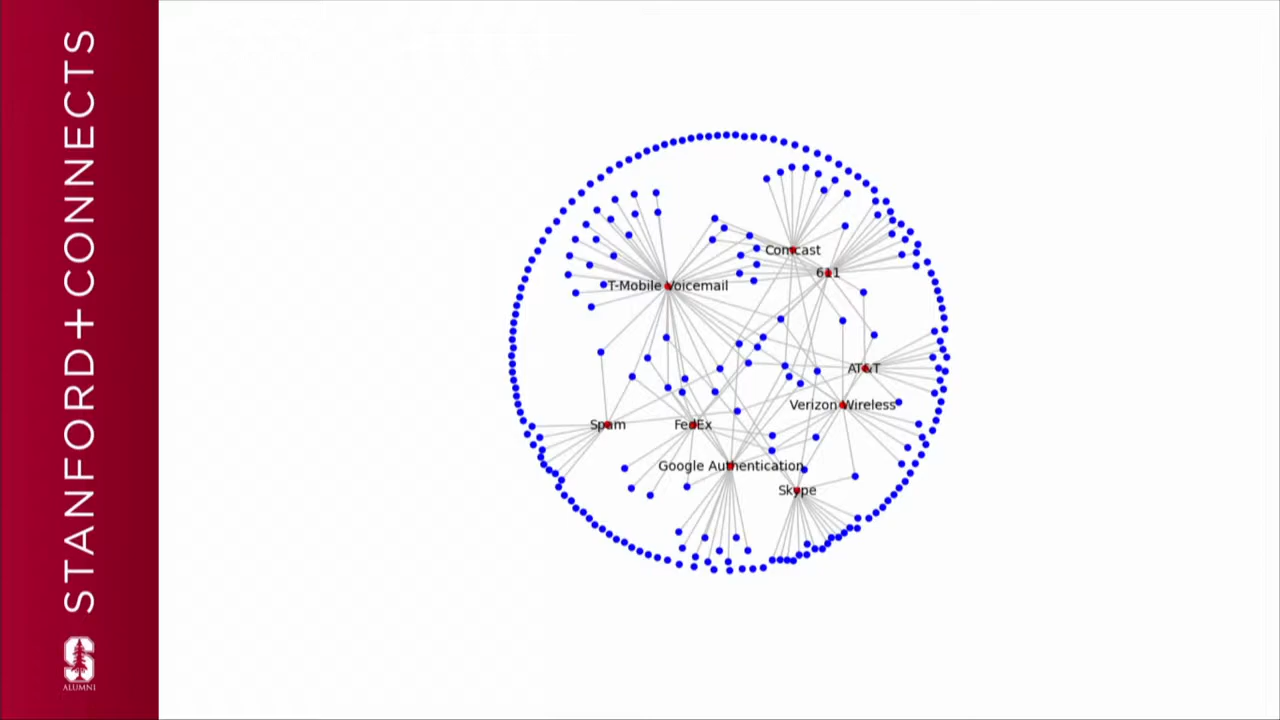 STANFORD+CONNECTS
ALUMNI
Comcast
611
T-Mobile Voicemail
AT&T
Verizon Wireless
Spam
FedEx
Google Authentication
Skype